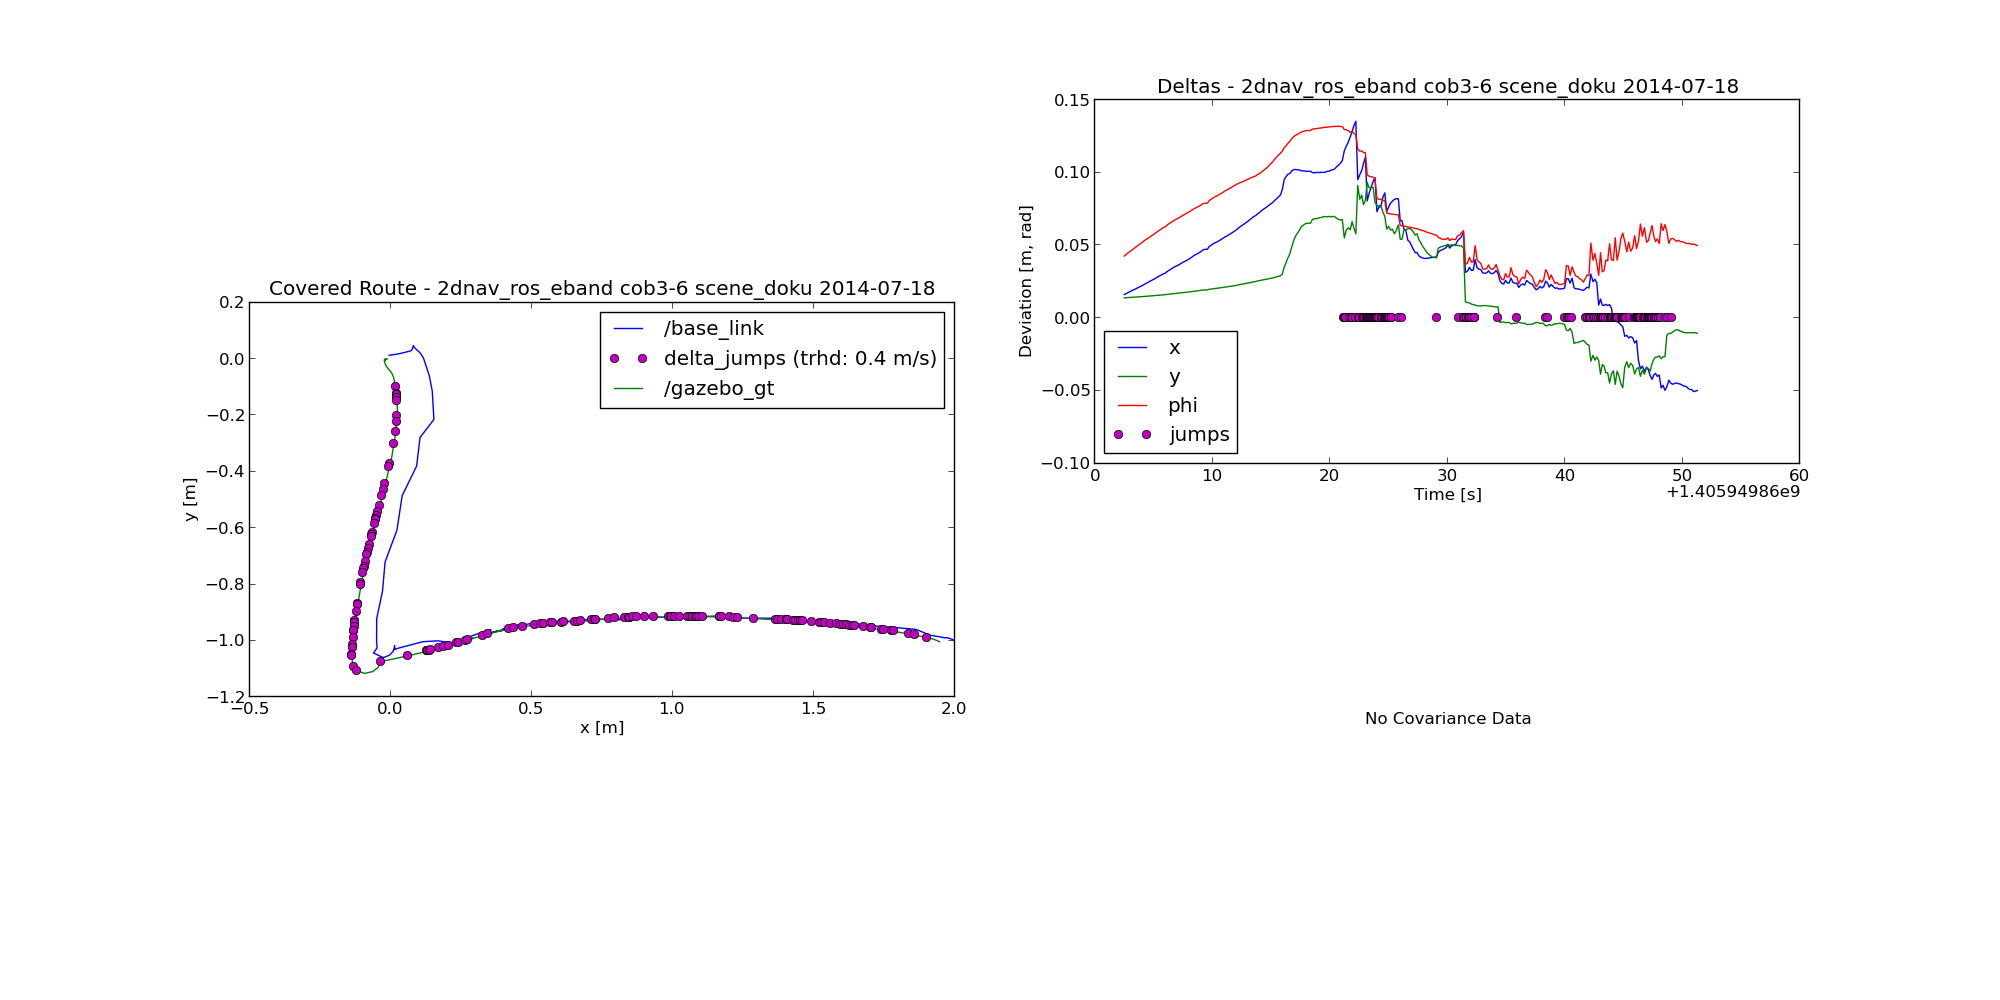 Covered Route - 2dnav_ros_eband cob3-6 scene_doku 2014-07-18
0.2
0.0
−0.2
−0.4
−0.6
−0.8
−1.0
−1.2
y [m]
/base_link
delta_jumps (trhd: 0.4 m/s)
/gazebo_gt
−0.5 0.0 0.5 1.0 1.5 2.0
x [m]
Deltas - 2dnav_ros_eband cob3-6 scene_doku 2014-07-18
0.15
0.10
0.05
0.00
−0.05
−0.10
Deviation [m, rad]
x
y
phi
jumps
0 10 20 30 40 50 60
Time [s]
+1.40594986e9
No Covariance Data